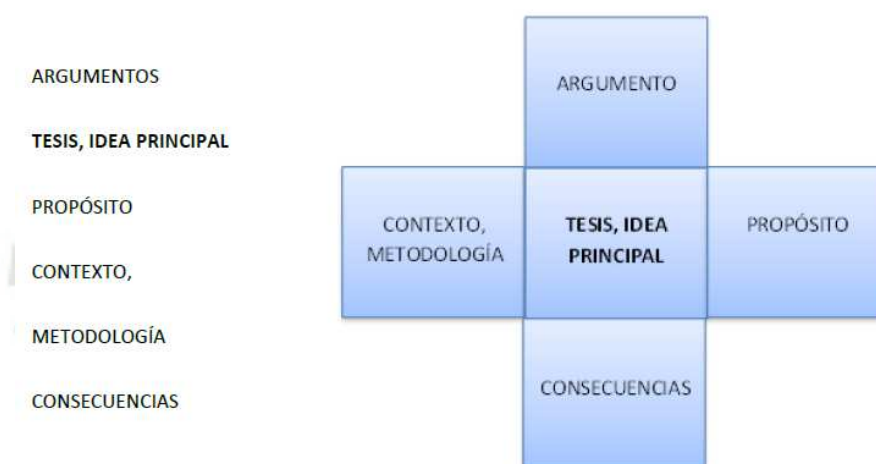 ARGUMENTOS
TESIS, IDEA PRINCIPAL
PROPÓSITO
CONTEXTO,
METODOLOGÍA
CONSECUENCIAS
ARGUMENTO
CONTEXTO,
METODOLOGÍA
TESIS, IDEA
PRINCIPAL
PROPÓSITO
CONSECUENCIAS